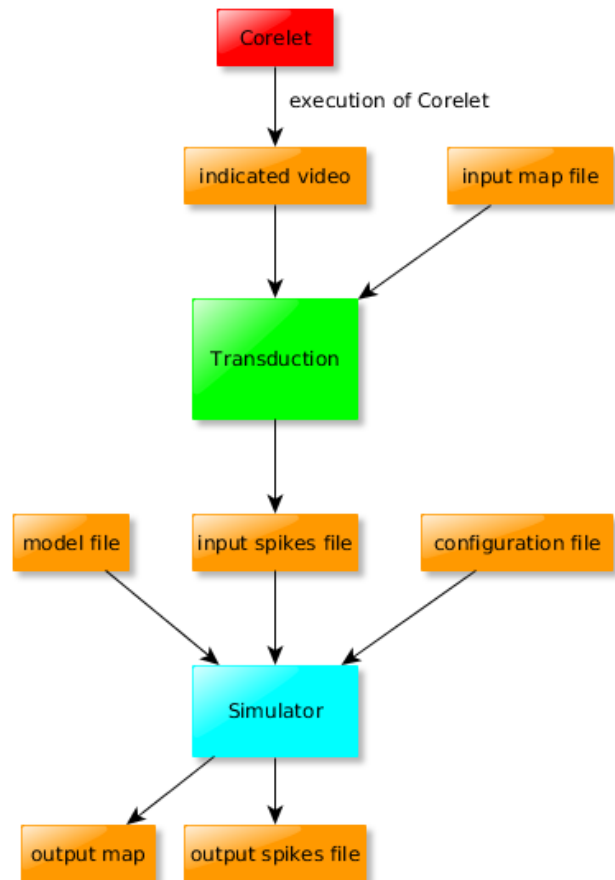 Corelet
execution of Corelet
indicated video
input map file
Transduction
model file
input spikes file
configuration file
Simulator
output map
output spikes file